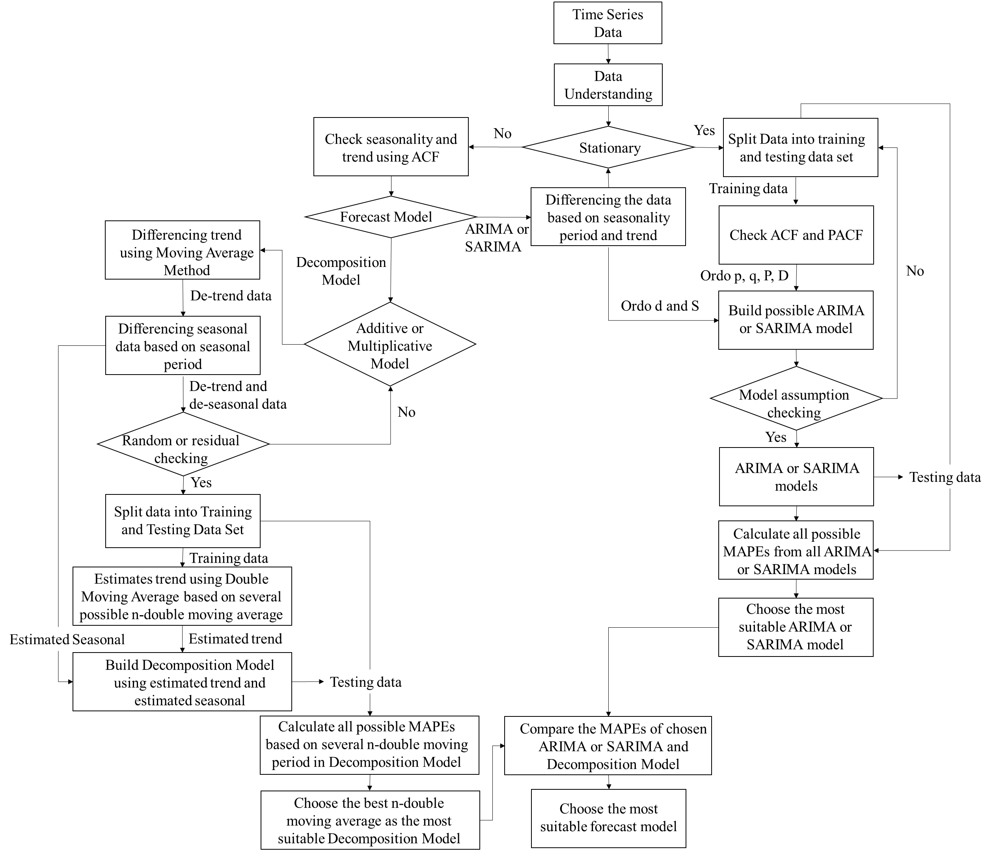 Time Series
Data
Data
Understanding
Stationary
No
Yes
Check seasonality and
trend using ACF
Split Data into training
and testing data set
Forecast Model
ARIMA or
SARIMA
Differencing the data
based on seasonality
period and trend
Training data
Check ACF and PACF
Ordo p, q, P, D
Ordo d and S
Build possible ARIMA
or SARIMA model
No
Model assumption
checking
Yes
ARIMA or SARIMA
models
Testing data
Calculate all possible
MAPEs from all ARIMA
or SARIMA models
Choose the most
suitable ARIMA or
SARIMA model
Decomposition
Model
Additive or
Multiplicative
Model
Differencing trend
using Moving Average
Method
De-trend data
Differencing seasonal
data based on seasonal
period
De-trend and
de-seasonal data
No
Random or residual
checking
Yes
Split data into Training
and Testing Data Set
Training data
Estimates trend using Double
Moving Average based on several
possible n-double moving average
Estimated Seasonal
Estimated trend
Build Decomposition Model
using estimated trend and
estimated seasonal
Testing data
Calculate all possible MAPEs
based on several n-double moving
period in Decomposition Model
Choose the best n-double
moving average as the most
suitable Decomposition Model
Compare the MAPEs of chosen
ARIMA or SARIMA and
Decomposition Model
Choose the most
suitable forecast model